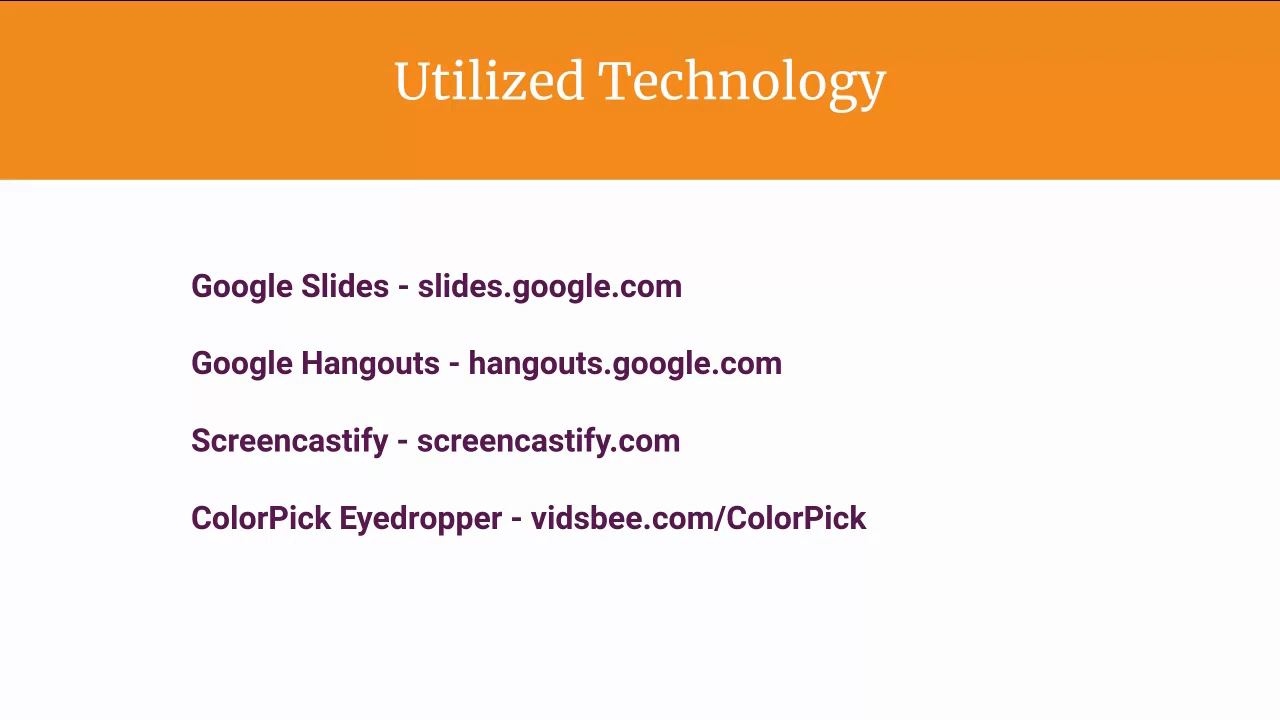 Utilized Technology
Google Slides - slides.google.com
Google Hangouts - hangouts.google.com
Screencastify - screencastify.com
ColorPick Eyedropper - vidsbee.com/ColorPick